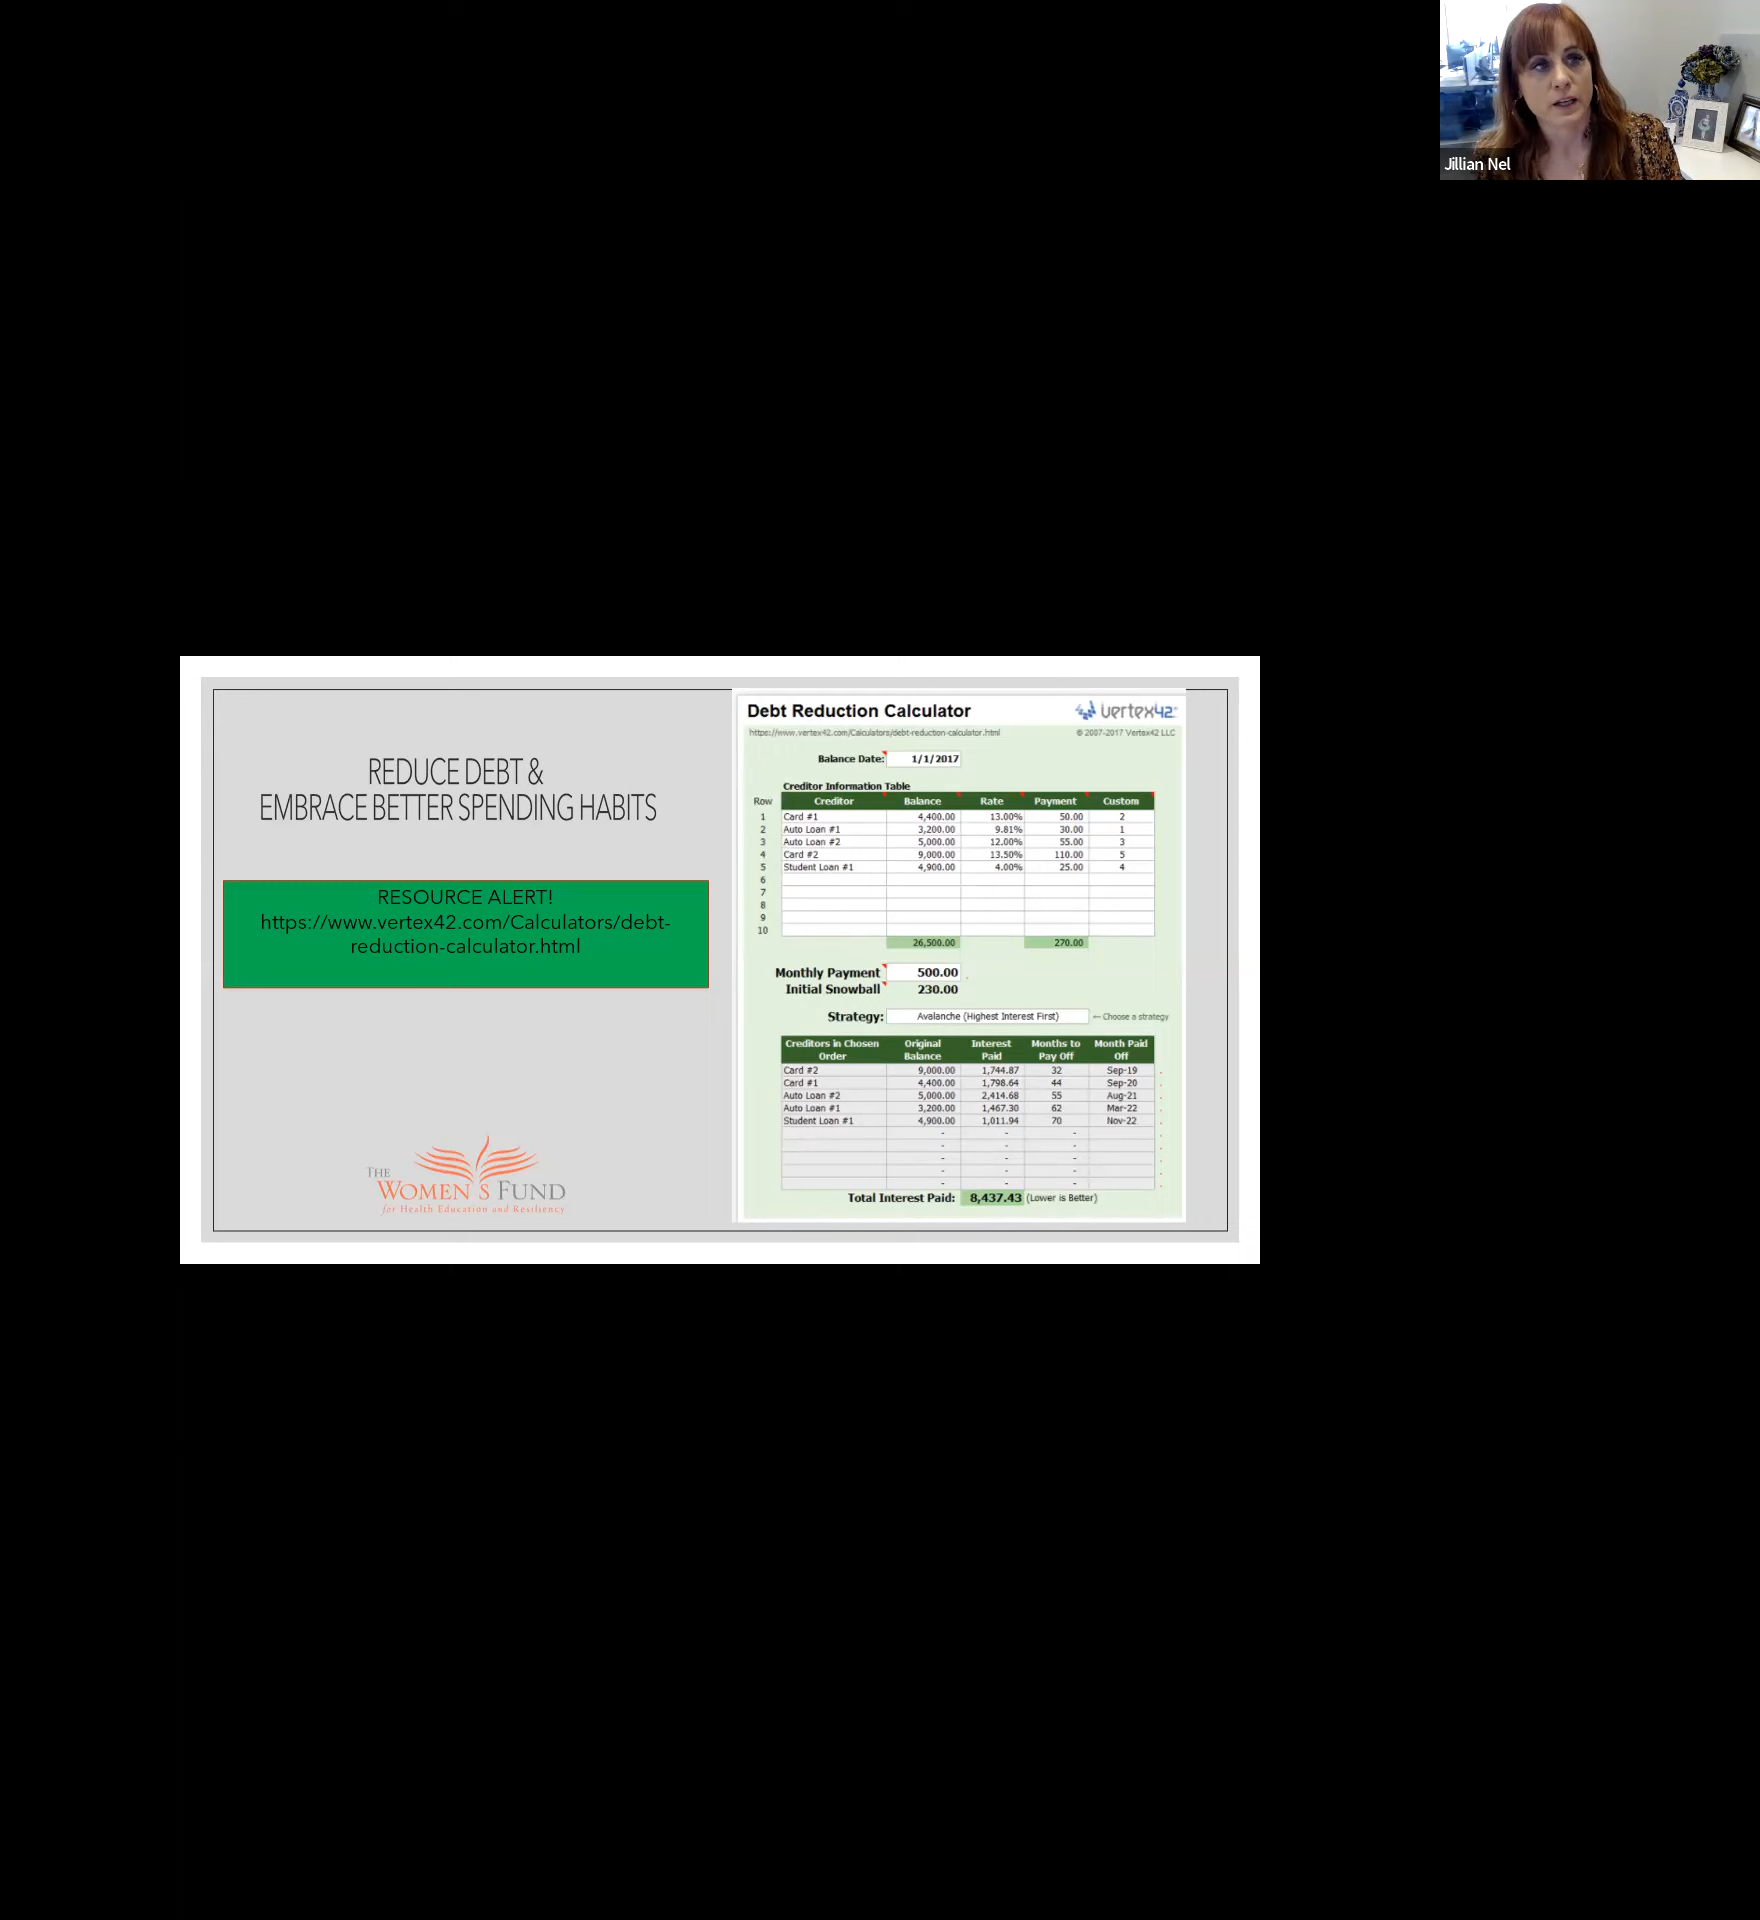 Jillian Nel
REDUCE DEBT &
EMBRACE BETTER SPENDING HABITS
RESOURCE ALERT!
https://www.vertex42.com/Calculators/debt-
reduction-calculator.html
THE
WOMEN'S FUND
for Health Education and Resiliency
Debt Reduction Calculator vertex42
https://www.vertex42.com/Calculators/debt-reduction-calculator.html © 2007-2017 Vertex42 LLC
Balance Date: 1/1/2017
Creditor Information Table
Row Creditor Balance Rate Payment Custom
1 Card #1 4,400.00 13.00% 50.00 2
2 Auto Loan #1 3,200.00 9.81% 30.00 1
3 Auto Loan #2 5,000.00 12.00% 55.00 3
4 Card #2 9,000.00 13.50% 110.00 5
5 Student Loan #1 4,900.00 4.00% 25.00 4
6
7
8
9
10
26,500.00 270.00
Monthly Payment 500.00
Initial Snowball 230.00
Strategy: Avalanche (Highest Interest First) ← Choose a strategy
Creditors in Chosen Original Interest Months to Month Paid
Order Balance Paid Pay Off Off
Card #2 9,000.00 1,744.87 32 Sep-19
Card #1 4,400.00 1,798.64 44 Sep-20
Auto Loan #2 5,000.00 2,414.68 55 Aug-21
Auto Loan #1 3,200.00 1,467.30 62 Mar-22
Student Loan #1 4,900.00 1,011.94 70 Nov-22
- - -
- - -
- - -
- - -
- - -
Total Interest Paid: 8,437.43 (Lower is Better)